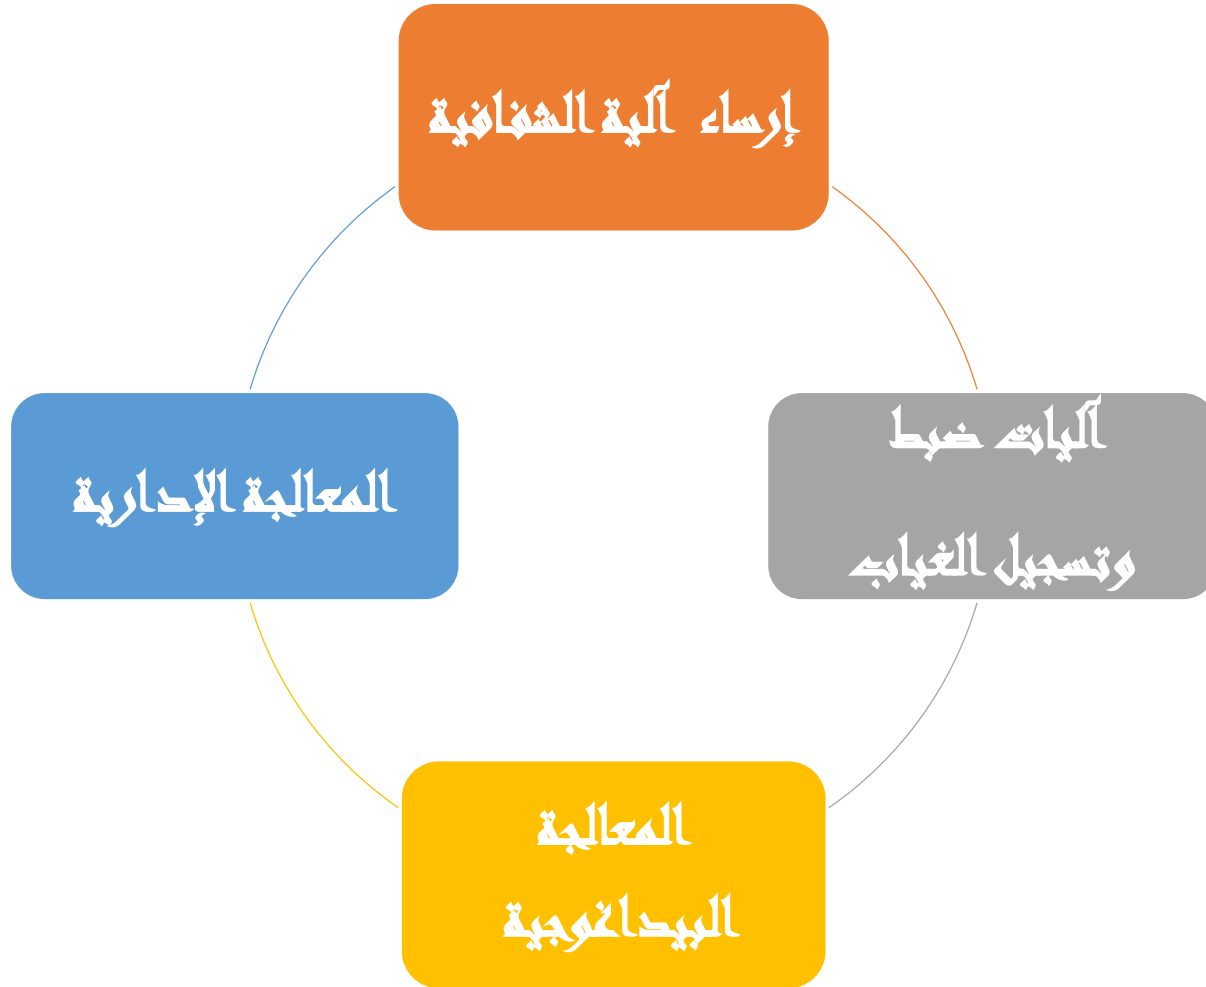 إرساء آلية الشفافية
آليات ضبط
وتسجيل الغياب
المعالجة
البيداغوجية
المعالجة الإدارية